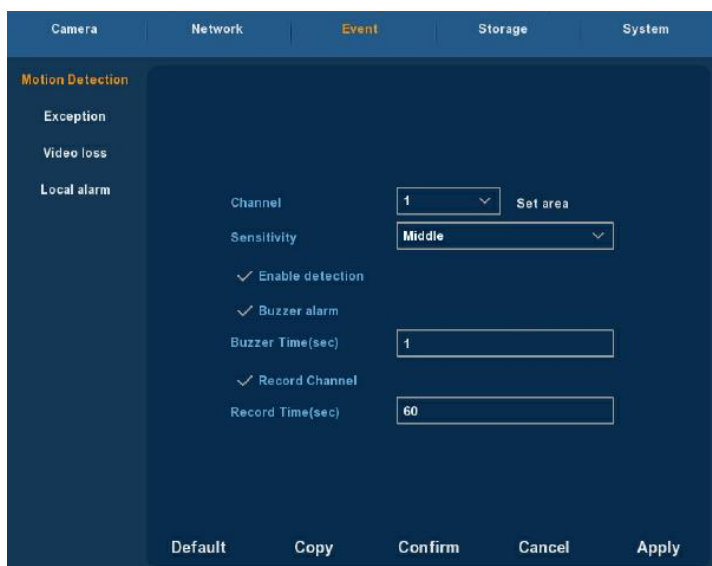 Camera Network Event Storage System
Motion Detection
Exception
Video loss
Local alarm
Channel 1 Set area
Sensitivity Middle
Enable detection
Buzzer alarm
Buzzer Time(sec) 1
Record Channel
Record Time(sec) 60
Default Copy Confirm Cancel Apply